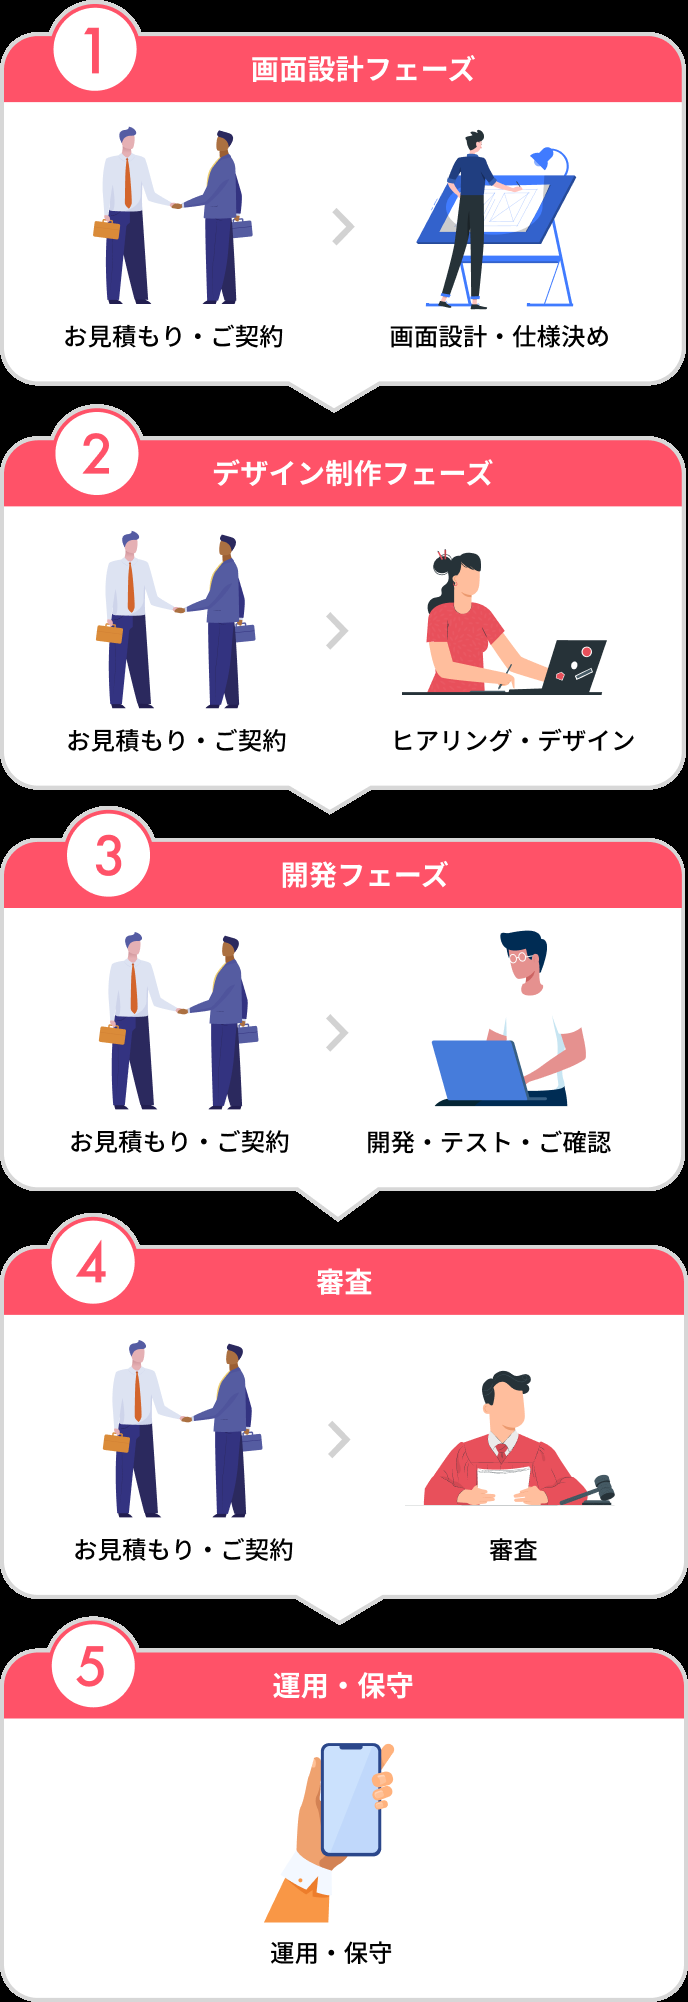 1
画面設計フェーズ
お見積もり・ご契約
画面設計・仕様決め
2
デザイン制作フェーズ
お見積もり・ご契約
ヒアリング・デザイン
3
開発フェーズ
お見積もり・ご契約
開発・テスト・ご確認
4
審査
お見積もり・ご契約
審査
5
運用・保守
運用・保守